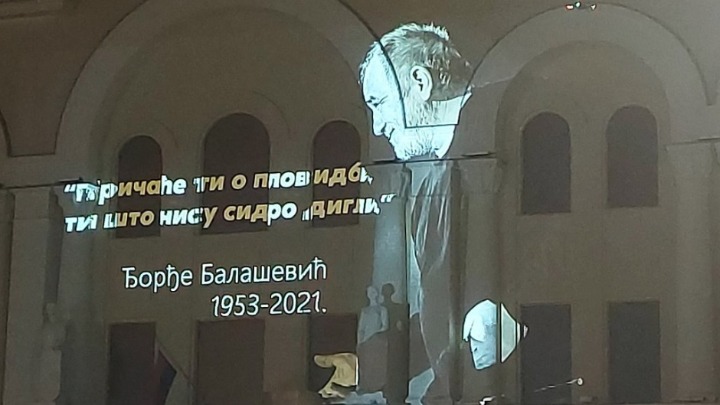 “Причаће ти о пловидби,
ти што нису сидро дигли“
Ђорђе Балашевић
1953-2021.